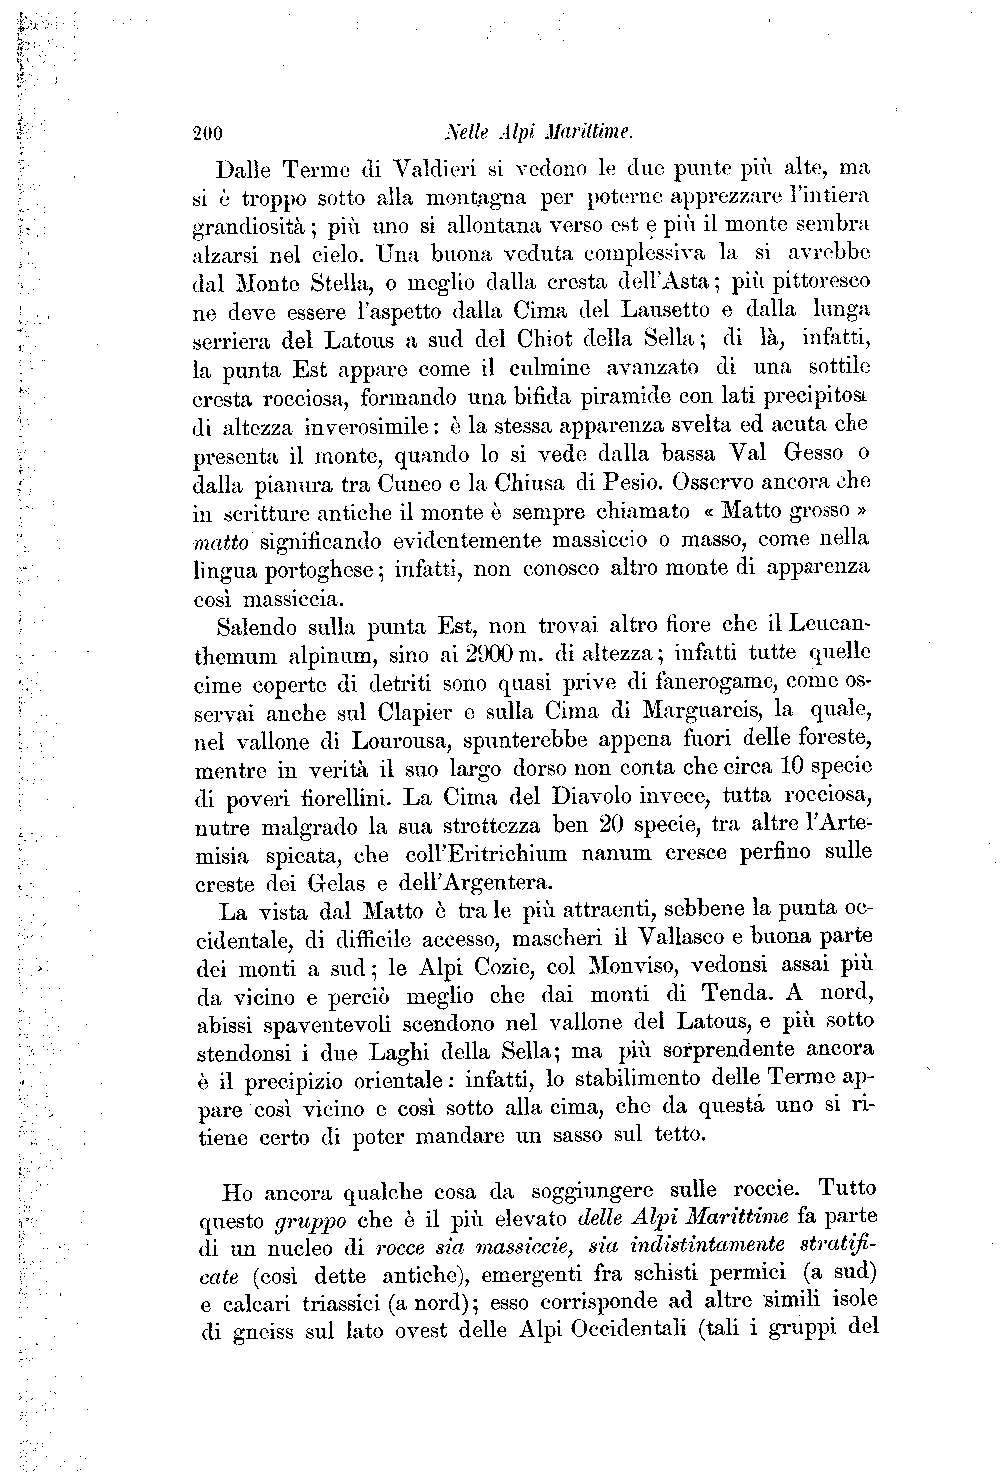 200 Nelle Alpi Marittime.
Dalle Terme di Valdieri si vedono le due punte più alte, ma
si è troppo sotto alla montagna per poterne apprezzare l'intiera
grandiosità; più uno si allontana verso est e più il monte sembra
alzarsi nel cielo. Una buona veduta complessiva la si avrebbe
dal Monte Stella, o meglio dalla cresta dell'Asta; più pittoresco
ne deve essere l'aspetto dalla Cima del Lausetto e dalla lunga
serriera del Latous a sud del Chiot della Sella; di là, infatti,
la punta Est appare come il culmine avanzato di una sottile
cresta rocciosa, formando una bifida piramide con lati precipitosi
di altezza inverosimile: è la stessa apparenza svelta ed acuta che
presenta il monte, quando lo si vede dalla bassa Val Gesso o
dalla pianura tra Cuneo e la Chiusa di Pesio. Osservo ancora che
in scritture antiche il monte è sempre chiamato « Matto grosso »
matto significando evidentemente massiccio o masso, come nella
lingua portoghese; infatti, non conosco altro monte di apparenza
così massiccia.
Salendo sulla punta Est, non trovai altro fiore che il Leucan-
themum alpinum, sino ai 2900 m. di altezza; infatti tutte quelle
cime coperte di detriti sono quasi prive di fanerogame, come os-
servai anche sul Clapier e sulla Cima di Marguareis, la quale,
nel vallone di Lourousa, spunterebbe appena fuori delle foreste,
mentre in verità il suo largo dorso non conta che circa 10 specie
di poveri fiorellini. La Cima del Diavolo invece, tutta rocciosa,
nutre malgrado la sua strettezza ben 20 specie, tra altre l'Arte-
misia spicata, che coll'Eritrichium nanum cresce perfino sulle
creste dei Gelas e dell'Argentera.
La vista dal Matto è tra le più attraenti, sebbene la punta oc-
cidentale, di difficile accesso, mascheri il Vallasco e buona parte
dei monti a sud; le Alpi Cozie, col Monviso, vedonsi assai più
da vicino e perciò meglio che dai monti di Tenda. A nord,
abissi spaventevoli scendono nel vallone del Latous, e più sotto
stendonsi i due Laghi della Sella; ma più sorprendente ancora
è il precipizio orientale: infatti, lo stabilimento delle Terme ap-
pare così vicino e così sotto alla cima, che da questa uno si ri-
tiene certo di poter mandare un sasso sul tetto.
Ho ancora qualche cosa da soggiungere sulle roccie. Tutto
questo gruppo che è il più elevato delle Alpi Marittime fa parte
di un nucleo di rocce sia massiccie, sia indistintamente stratifi-
cate (così dette antiche), emergenti fra schisti permici (a sud)
e calcari triassici (a nord); esso corrisponde ad altre simili isole
di gneiss sul lato ovest delle Alpi Occidentali (tali i gruppi del